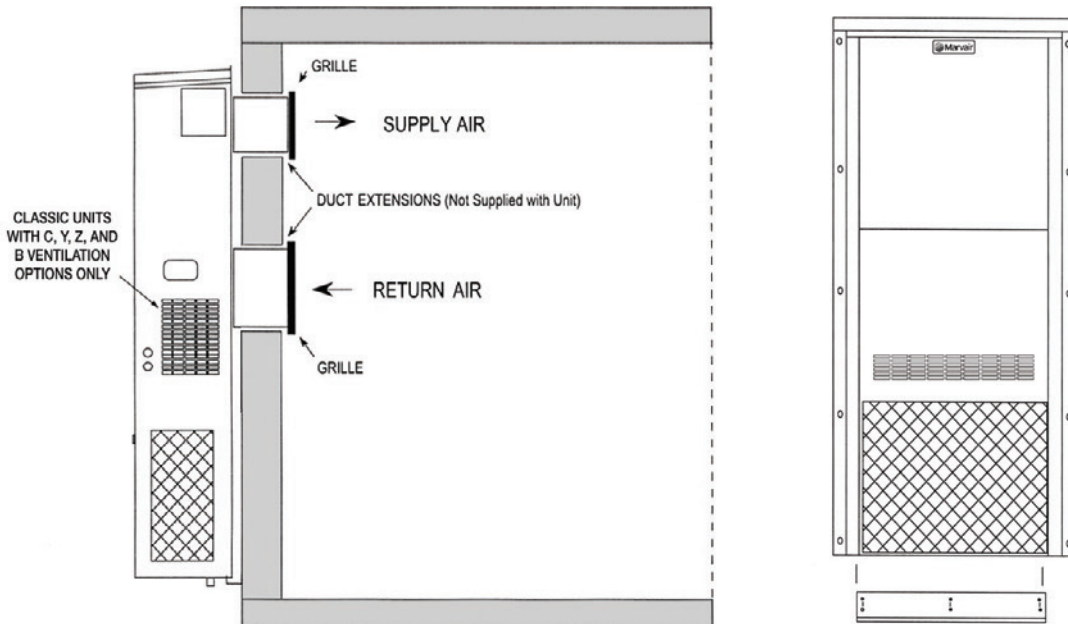 GRILLE
SUPPLY AIR
DUCT EXTENSIONS (Not Supplied with Unit)
CLASSIC UNITS
WITH C, Y, Z, AND
B VENTILATION
OPTIONS ONLY
RETURN AIR
GRILLE
Marvair